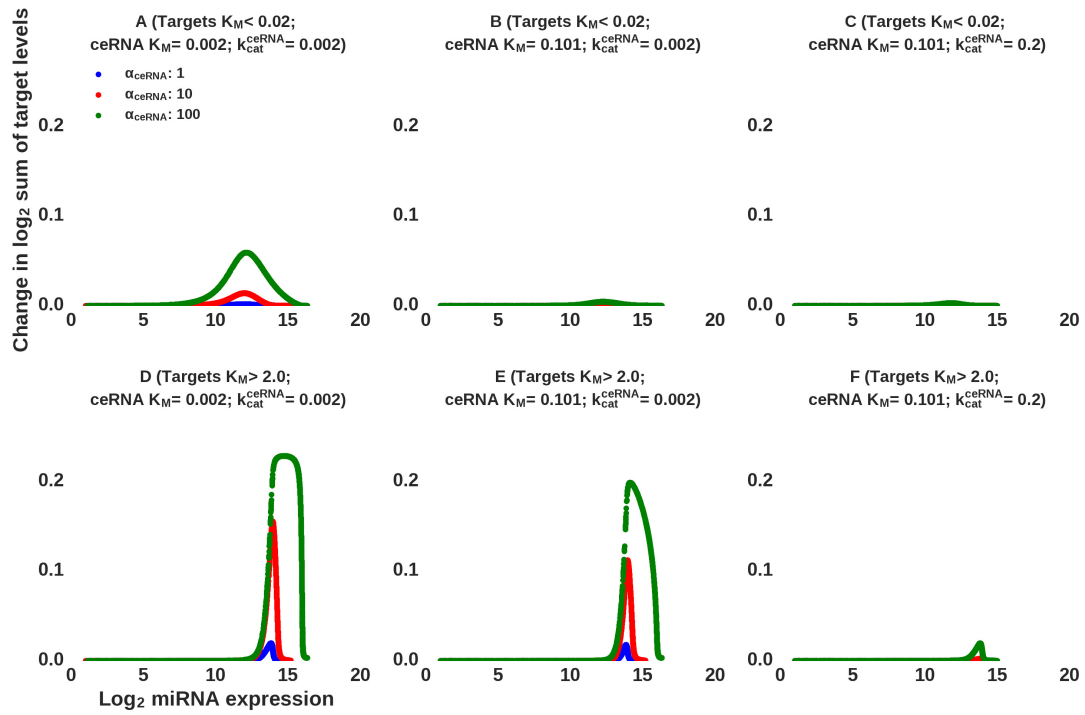 Change in log₂ sum of target levels
A (Targets K_M< 0.02;
ceRNA K_M= 0.002; k_cat^ceRNA= 0.002)
α_ceRNA: 1
α_ceRNA: 10
α_ceRNA: 100
0.2
0.1
0.0
0 5 10 15 20
B (Targets K_M< 0.02;
ceRNA K_M= 0.101; k_cat^ceRNA= 0.002)
0.2
0.1
0.0
0 5 10 15 20
C (Targets K_M< 0.02;
ceRNA K_M= 0.101; k_cat^ceRNA= 0.2)
0.2
0.1
0.0
0 5 10 15 20
D (Targets K_M> 2.0;
ceRNA K_M= 0.002; k_cat^ceRNA= 0.002)
0.2
0.1
0.0
0 5 10 15 20
Log₂ miRNA expression
E (Targets K_M> 2.0;
ceRNA K_M= 0.101; k_cat^ceRNA= 0.002)
0.2
0.1
0.0
0 5 10 15 20
F (Targets K_M> 2.0;
ceRNA K_M= 0.101; k_cat^ceRNA= 0.2)
0.2
0.1
0.0
0 5 10 15 20